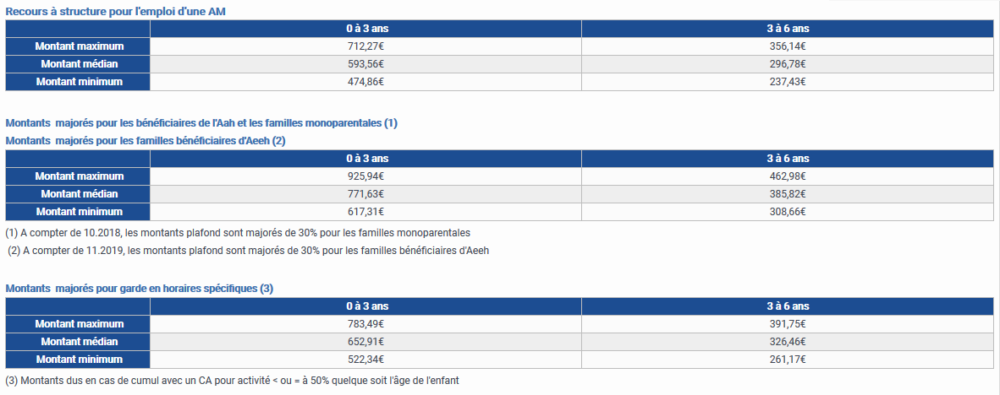 Recours à structure pour l'emploi d'une AM
0 à 3 ans 3 à 6 ans
Montant maximum 712,27€ 356,14€
Montant médian 593,56€ 296,78€
Montant minimum 474,86€ 237,43€
Montants majorés pour les bénéficiaires de l'Aah et les familles monoparentales (1)
Montants majorés pour les familles bénéficiaires d'Aeeh (2)
0 à 3 ans 3 à 6 ans
Montant maximum 925,94€ 462,98€
Montant médian 771,63€ 385,82€
Montant minimum 617,31€ 308,66€
(1) A compter de 10.2018, les montants plafond sont majorés de 30% pour les familles monoparentales
(2) A compter de 11.2019, les montants plafond sont majorés de 30% pour les familles bénéficiaires d'Aeeh
Montants majorés pour garde en horaires spécifiques (3)
0 à 3 ans 3 à 6 ans
Montant maximum 783,49€ 391,75€
Montant médian 652,91€ 326,46€
Montant minimum 522,34€ 261,17€
(3) Montants dus en cas de cumul avec un CA pour activité < ou = à 50% quelque soit l'âge de l'enfant